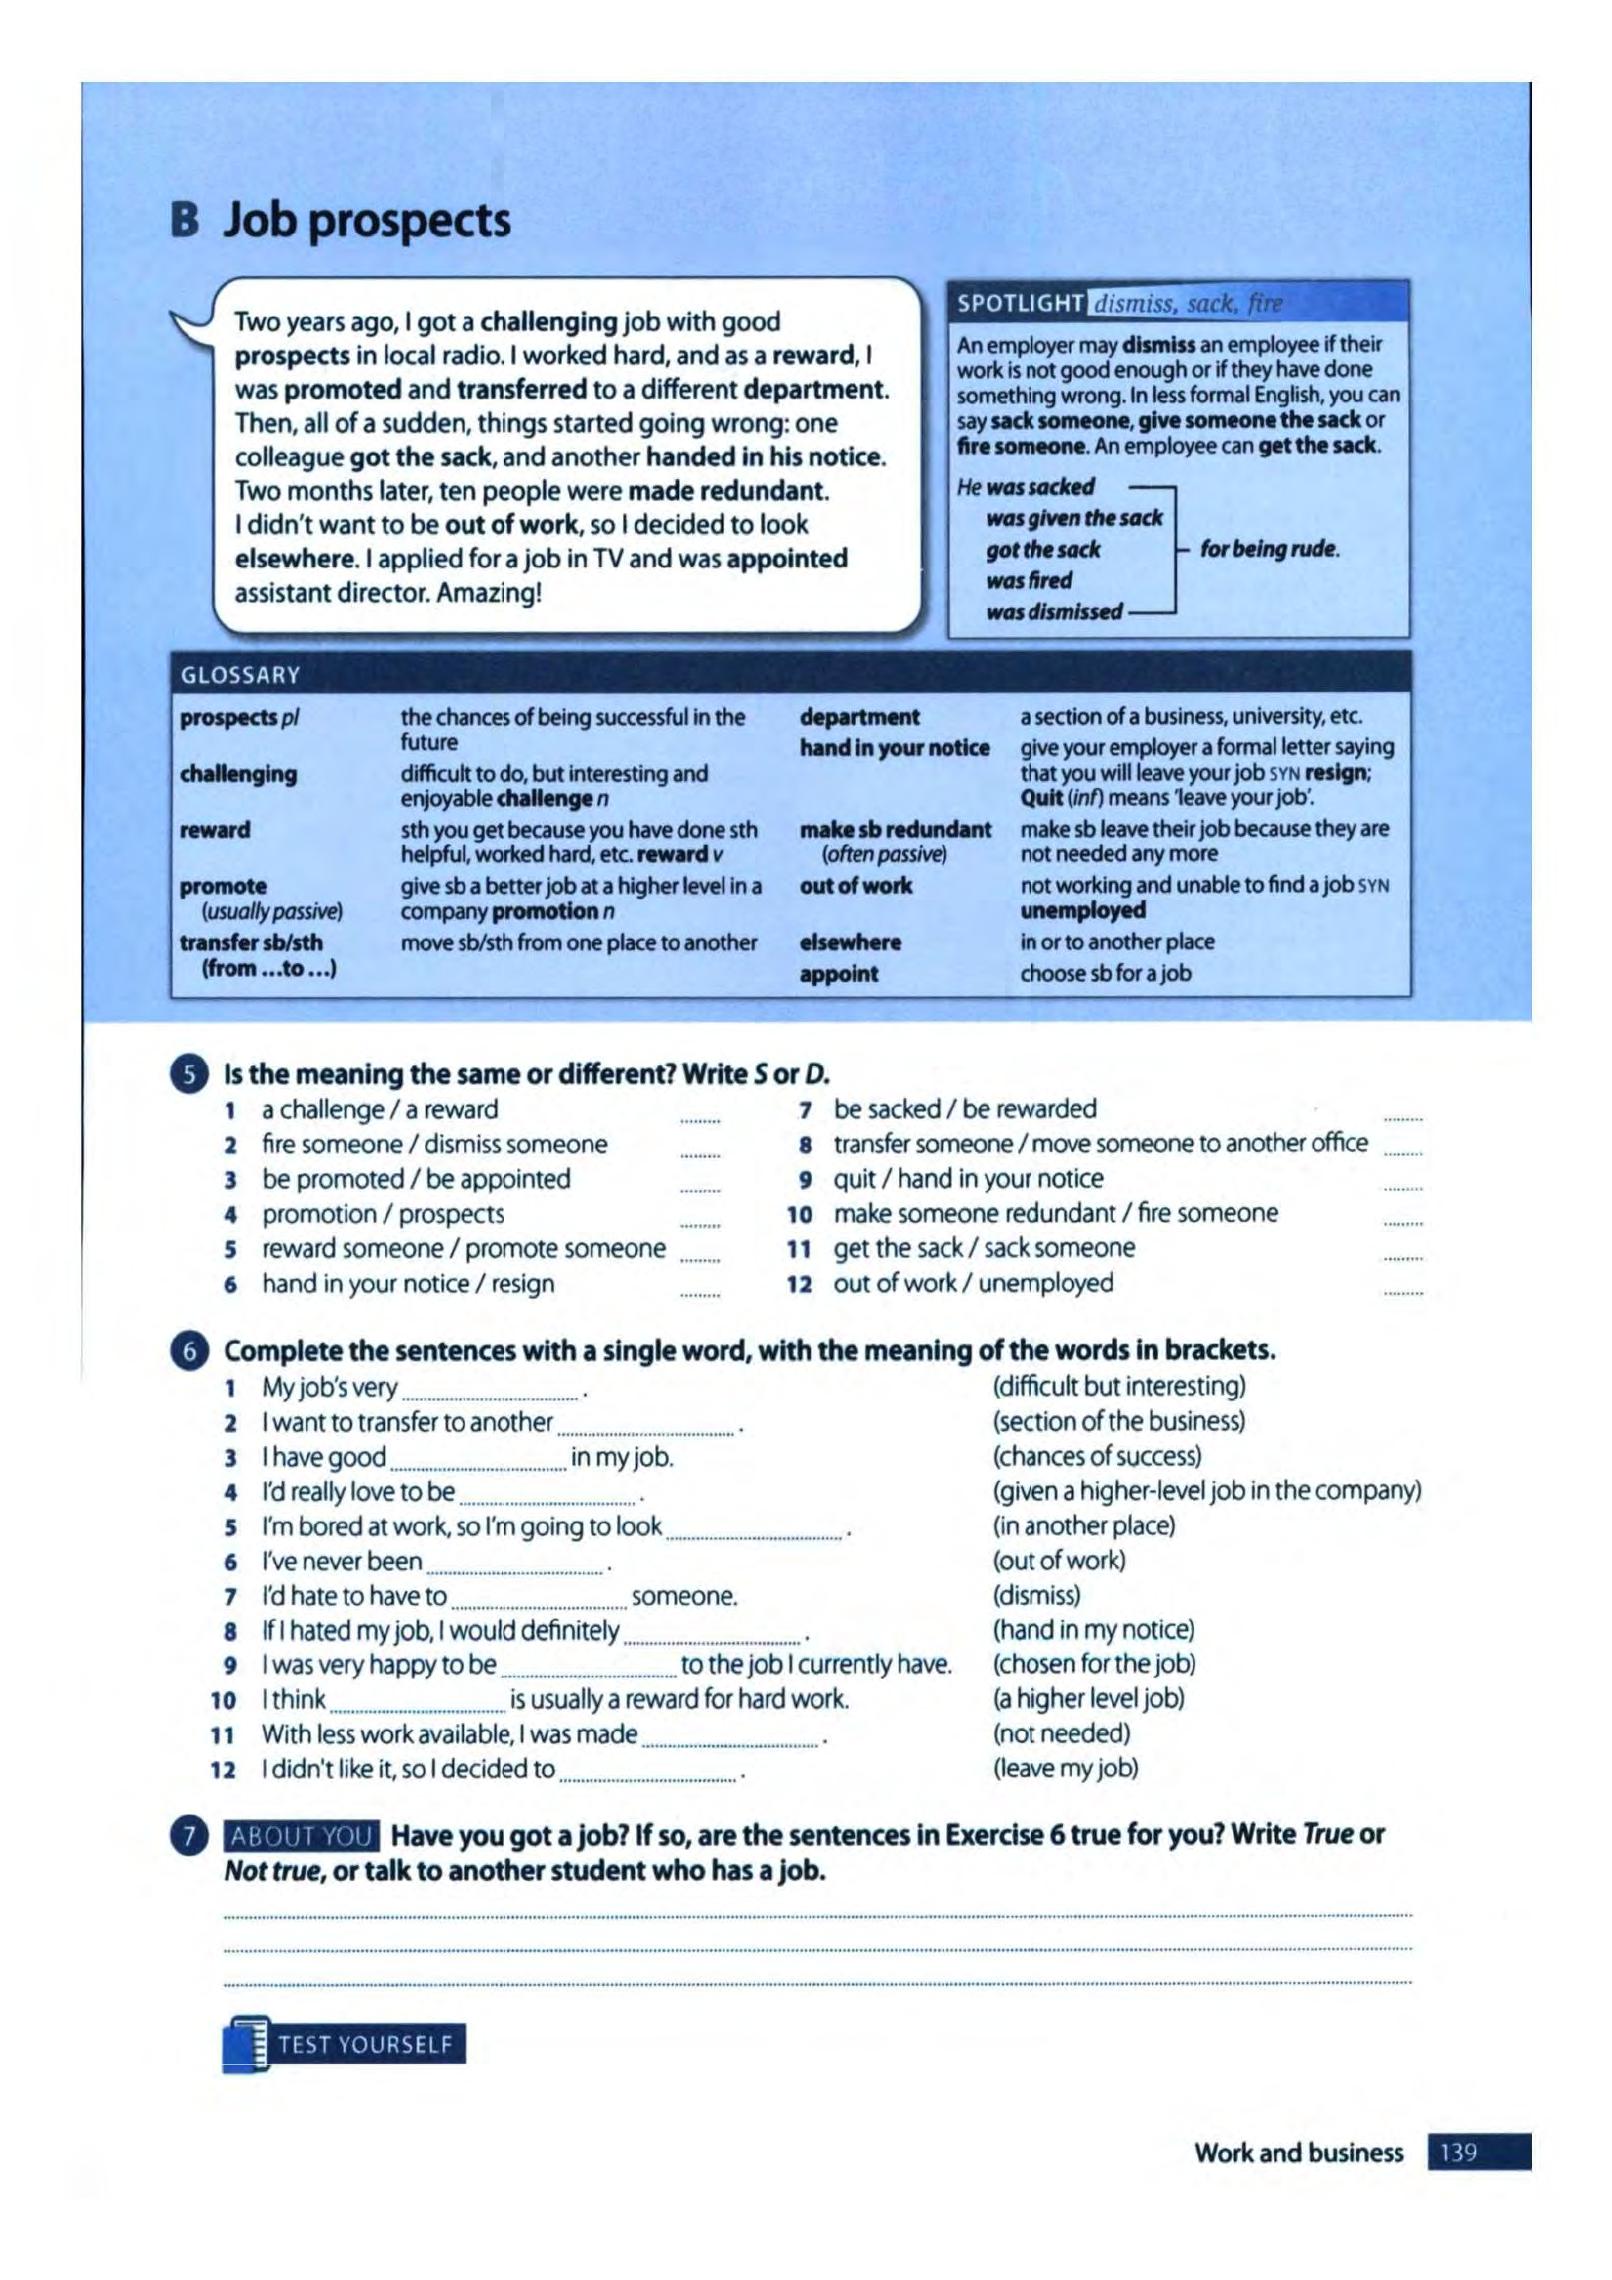 B Job prospects
Two years ago, I got a challenging job with good
prospects in local radio. I worked hard, and as a reward, I
was promoted and transferred to a different department.
Then, all of a sudden, things started going wrong: one
colleague got the sack, and another handed in his notice.
Two months later, ten people were made redundant.
I didn't want to be out of work, so I decided to look
elsewhere. I applied for a job in TV and was appointed
assistant director. Amazing!
SPOTLIGHT dismiss, sack, fire
An employer may dismiss an employee if their
work is not good enough or if they have done
something wrong. In less formal English, you can
say sack someone, give someone the sack or
fire someone. An employee can get the sack.
He was sacked
was given the sack
got the sack
was fired
was dismissed
for being rude.
GLOSSARY
prospects pl the chances of being successful in the
future
challenging difficult to do, but interesting and
enjoyable challenge n
reward sth you get because you have done sth
helpful, worked hard, etc. reward v
promote give sb a better job at a higher level in a
(usually passive) company promotion n
transfer sb/sth move sb/sth from one place to another
(from ...to ...)
department a section of a business, university, etc.
hand in your notice give your employer a formal letter saying
that you will leave your job SYN resign;
Quit (inf) means 'leave your job'.
make sb redundant make sb leave their job because they are
(often passive) not needed any more
out of work not working and unable to find a job SYN
unemployed
elsewhere in or to another place
appoint choose sb for a job
5 Is the meaning the same or different? Write S or D.
1 a challenge / a reward ........
2 fire someone / dismiss someone ........
3 be promoted / be appointed ........
4 promotion / prospects ........
5 reward someone / promote someone ........
6 hand in your notice / resign ........
7 be sacked / be rewarded ........
8 transfer someone / move someone to another office ........
9 quit / hand in your notice ........
10 make someone redundant / fire someone ........
11 get the sack / sack someone ........
12 out of work / unemployed ........
6 Complete the sentences with a single word, with the meaning of the words in brackets.
1 My job's very ........ . (difficult but interesting)
2 I want to transfer to another ........ . (section of the business)
3 I have good ........ in my job. (chances of success)
4 I'd really love to be ........ . (given a higher-level job in the company)
5 I'm bored at work, so I'm going to look ........ . (in another place)
6 I've never been ........ . (out of work)
7 I'd hate to have to ........ someone. (dismiss)
8 If I hated my job, I would definitely ........ . (hand in my notice)
9 I was very happy to be ........ to the job I currently have. (chosen for the job)
10 I think ........ is usually a reward for hard work. (a higher level job)
11 With less work available, I was made ........ . (not needed)
12 I didn't like it, so I decided to ........ . (leave my job)
7 ABOUT YOU Have you got a job? If so, are the sentences in Exercise 6 true for you? Write True or
Not true, or talk to another student who has a job.
TEST YOURSELF
Work and business 139